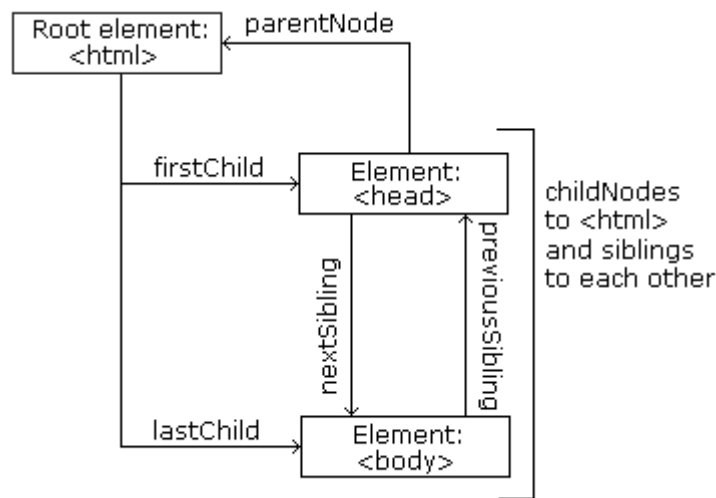 Root element:
<html>
parentNode
firstChild
Element:
<head>
childNodes
to <html>
and siblings
to each other
nextSibling
previousSibling
lastChild
Element:
<body>